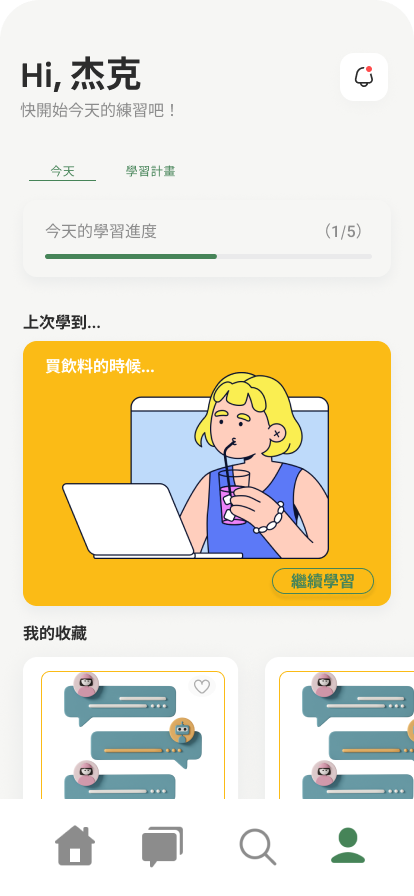 Hi, 杰克
快開始今天的練習吧！
今天
學習計畫
今天的學習進度
（1/5）
上次學到...
買飲料的時候...
繼續學習
我的收藏